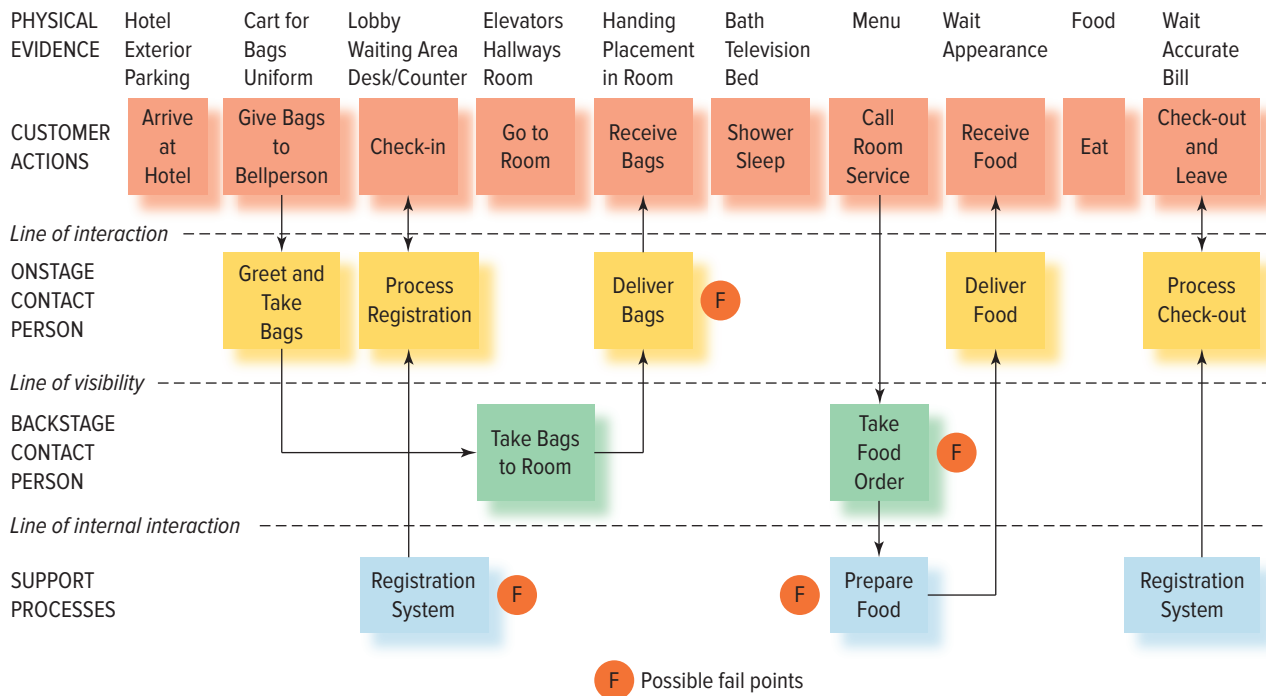 PHYSICAL
EVIDENCE
Hotel
Exterior
Parking
Cart for
Bags
Uniform
Lobby
Waiting Area
Desk/Counter
Elevators
Hallways
Room
Handing
Placement
in Room
Bath
Television
Bed
Menu
Wait
Appearance
Food
Wait
Accurate
Bill
CUSTOMER
ACTIONS
Arrive
at
Hotel
Give Bags
to
Bellperson
Check-in
Go to
Room
Receive
Bags
Shower
Sleep
Call
Room
Service
Receive
Food
Eat
Check-out
and
Leave
Line of interaction
ONSTAGE
CONTACT
PERSON
Greet and
Take
Bags
Process
Registration
Deliver
Bags
F
Deliver
Food
Process
Check-out
Line of visibility
BACKSTAGE
CONTACT
PERSON
Take Bags
to Room
Take
Food
Order
F
Line of internal interaction
SUPPORT
PROCESSES
Registration
System
F
F
Prepare
Food
Registration
System
F Possible fail points